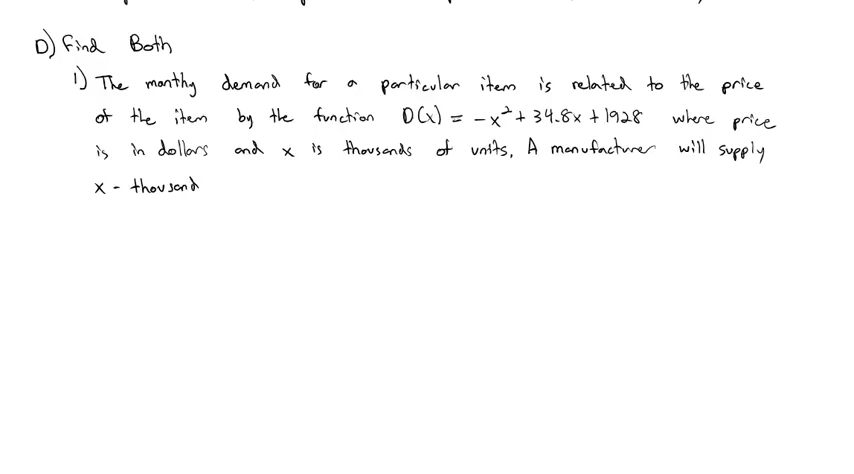 D) Find Both
1) The monthy demand for a particular item is related to the price
of the item by the function D(x) = -x² + 34.8x + 1928 where price
is in dollars and x is thousands of units. A manufacturer will supply
x - thousand